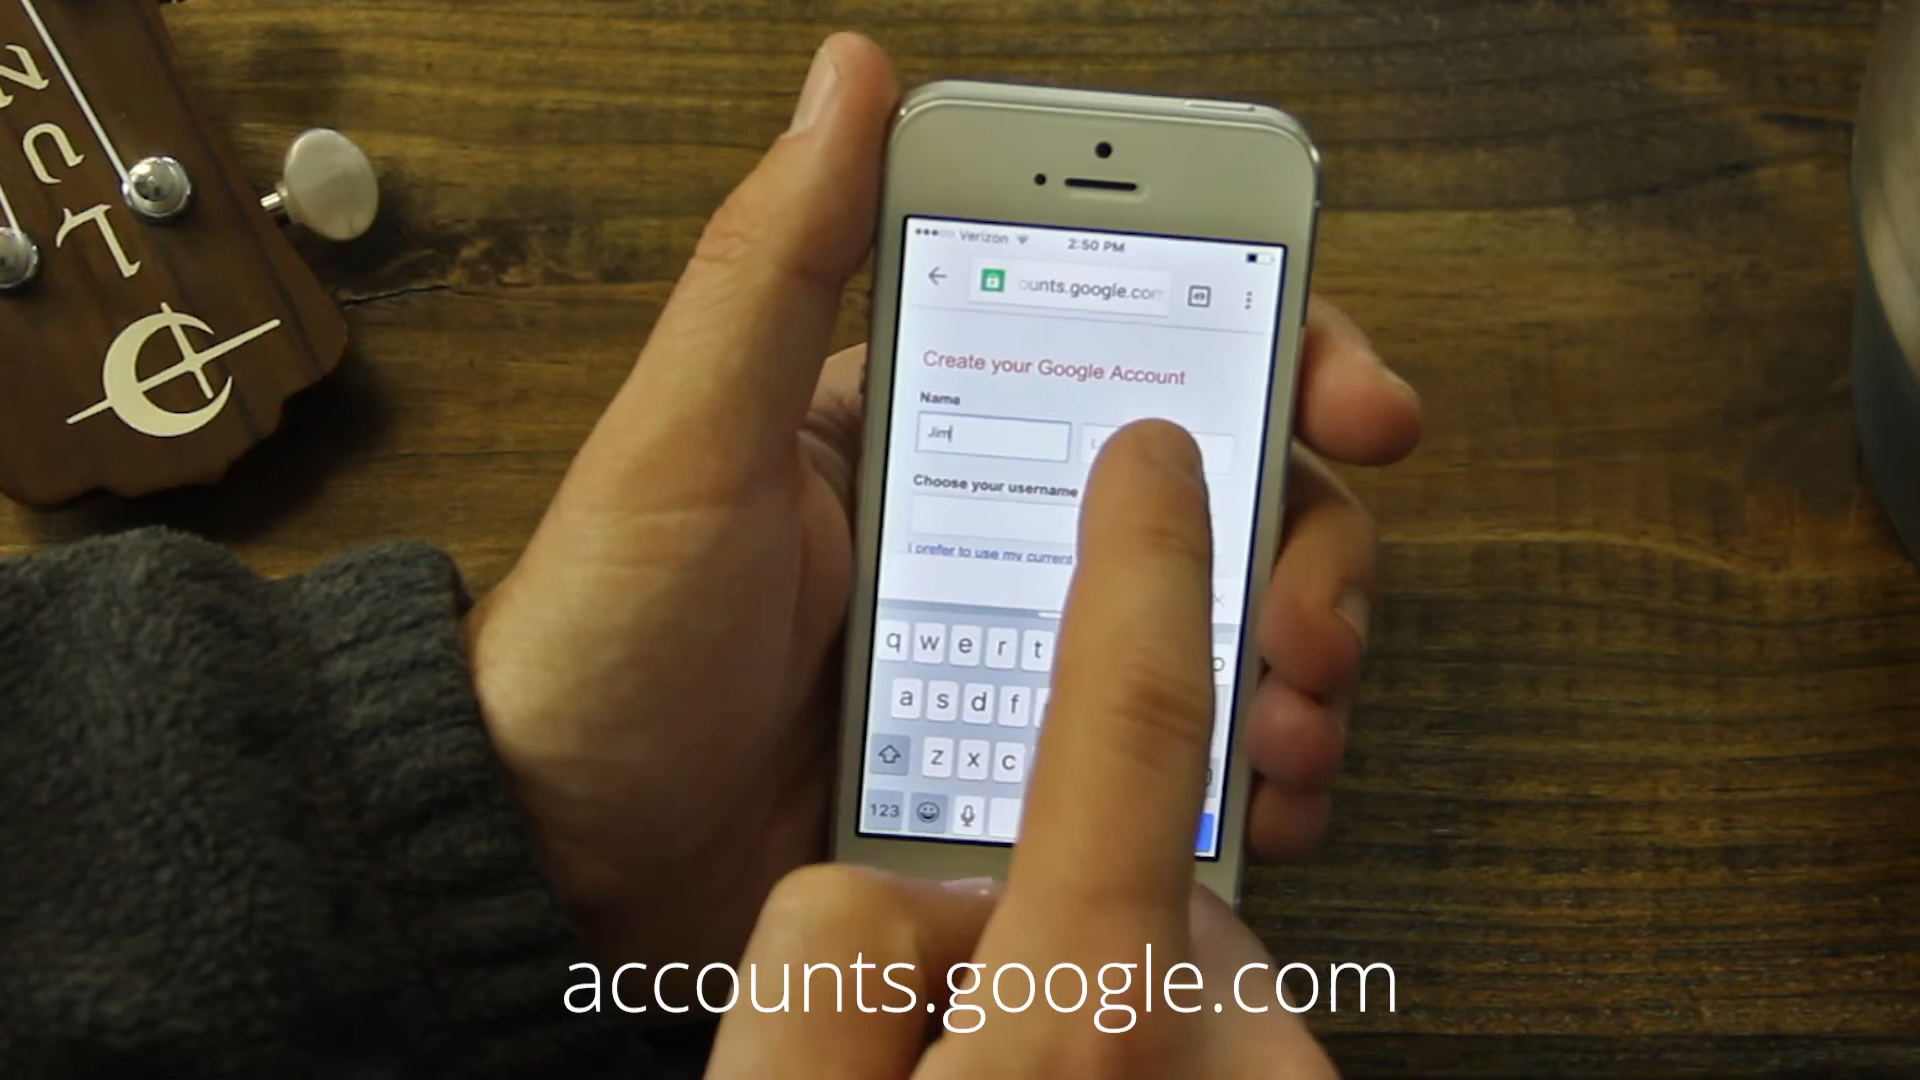 Verizon 2:50 PM
ounts.google.com
Create your Google Account
Name
Jim
Choose your username
I prefer to use my current
q w e r t
a s d f
z x c
123
accounts.google.com